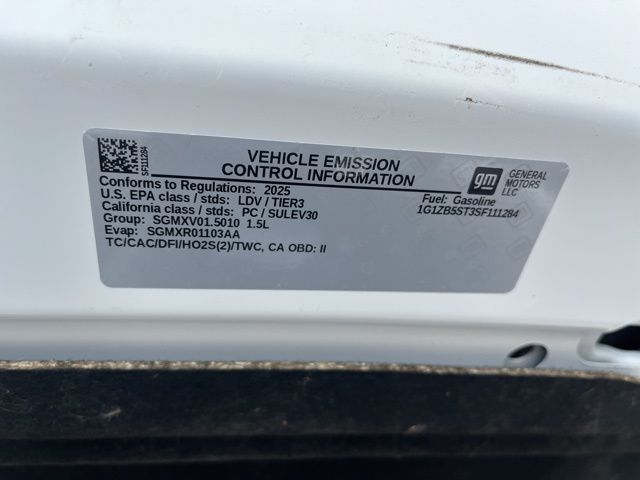 SF111284
VEHICLE EMISSION
CONTROL INFORMATION
gm
GENERAL
MOTORS
LLC
Conforms to Regulations: 2025
U.S. EPA class / stds: LDV / TIER3
California class / stds: PC / SULEV30
Group: SGMXV01.5010 1.5L
Evap: SGMXR01103AA
TC/CAC/DFI/HO2S(2)/TWC, CA OBD: II
Fuel: Gasoline
1G1ZB5ST3SF111284